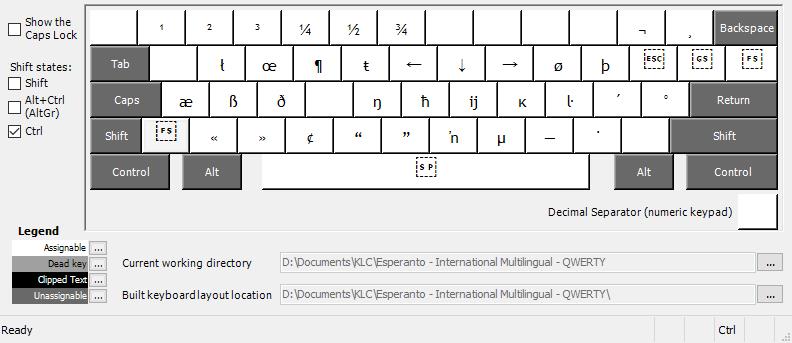 Show the
Caps Lock
Shift states:
Shift
Alt+Ctrl
(AltGr)
Ctrl
¹ ² ³ ¼ ½ ¾ ¬ ¸ Backspace
Tab ł œ ¶ ŧ ← ↓ → ø þ ESC GS FS
Caps æ ß ð ŋ ħ ij ĸ ŀ ´ ° Return
Shift FS « » ¢ “ ” ŉ µ — · Shift
Control Alt SP Alt Control
Decimal Separator (numeric keypad)
Legend
Assignable ...
Dead key ...
Clipped Text ...
Unassignable ...
Current working directory D:\Documents\KLC\Esperanto - International Multilingual - QWERTY ...
Built keyboard layout location D:\Documents\KLC\Esperanto - International Multilingual - QWERTY\ ...
Ready Ctrl